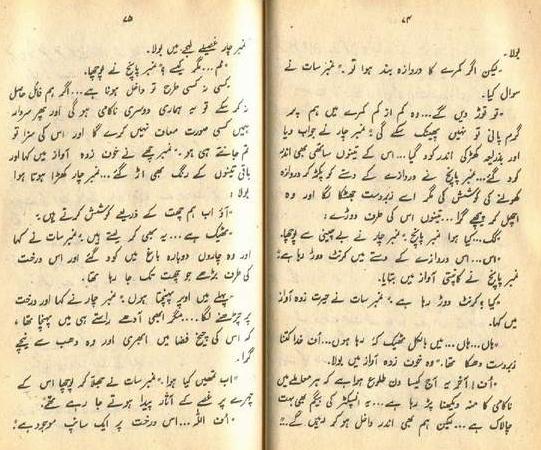 ۷۴
بولا۔
"لیکن اگر کمرے کا دروازہ بند ہوا تو ۔" نمبر سات نے
سوال کیا۔
"تو توڑ دیں گے ... وہ کم از کم کمرے میں ہم پر
گرم پانی تو نہیں پھینک سکے گی۔" نمبر چار نے جواب دیا
اور بذریعہ کھڑکی اندر کود گیا ... اس کے تینوں ساتھی بھی اندر
کود گئے ... نمبر پانچ نے دروازے کے دستے کو پکڑ کر دروازہ
کھولنے کی کوشش کی مگر اسے زبردست جھٹکا لگا اور وہ
اچھل کر پیچھے گرا ... تینوں اس کی طرف دوڑے:
"کک ... کیا ہوا نمبر پانچ" نمبر چار نے بے چینی سے پوچھا۔
"اس ... اس دروازے کے دستے میں کرنٹ دوڑ رہا ہے"
نمبر پانچ نے کانپتی آواز میں بتایا۔
"کیا؟ کرنٹ دوڑ رہا ہے" نمبر سات نے حیرت زدہ آواز
میں کہا۔
"ہاں ... ہاں ... میں بالکل ٹھیک کہہ رہا ہوں ... اُف خدا کتنا
زبردست دھکا تھا۔" وہ خوف زدہ آواز میں بولا۔
"اُف! آخر یہ آج کیسا دن طلوع ہوا ہے کہ ہر معاملے میں
ناکامی کا منہ دیکھنا پڑ رہا ہے ... یہ انسپکٹر کی بیگم بھی بہت
چالاک ہے ... لیکن ہم بھی اندر داخل ہو کر رہیں گے ..."
۷۵
نمبر چار غصیلے لہجے میں بولا۔
"مم ... مگر کیسے؟" نمبر پانچ نے پوچھا۔
"کسی نہ کسی طرح تو داخل ہونا ہے ... اگر ہم فائل حاصل
نہ کر سکے تو یہ ہماری دوسری ناکامی ہو گی اور پھر سردار
ہمیں کسی صورت معاف نہیں کرے گا اور اس کی سزا تو
تم جانتے ہی ہو۔" نمبر چھے نے خوف زدہ آواز میں کہا اور
باقی تینوں کے رنگ بھی اڑ گئے ... نمبر چار کھڑا ہوتا ہوا
بولا:
"آؤ اب ہم چھت کے ذریعے کوشش کرتے ہیں"
"ٹھیک ہے ... یہ بھی کر لیتے ہیں" نمبر سات نے کہا
اور وہ چاروں دوبارہ باغ میں کود گئے اور اس درخت
کی طرف بڑھے جو چھت تک جا رہا تھا۔
"پہلے میں اوپر پہنچتا ہوں۔" نمبر چار نے کہا اور درخت
پر چڑھنے لگا ... مگر ابھی آدھے راستے ہی میں پہنچا تھا،
کہ اس کی چیخ فضا میں ابھری اور وہ دھب سے نیچے
گرا۔
"اب تمھیں کیا ہوا۔" نمبر سات نے جھلا کر پوچھا اس کے
چہرے پر غصے کے آثار پیدا ہوتے جا رہے تھے۔
"اُف اللہ ... اس درخت پر ایک سانپ موجود ہے"